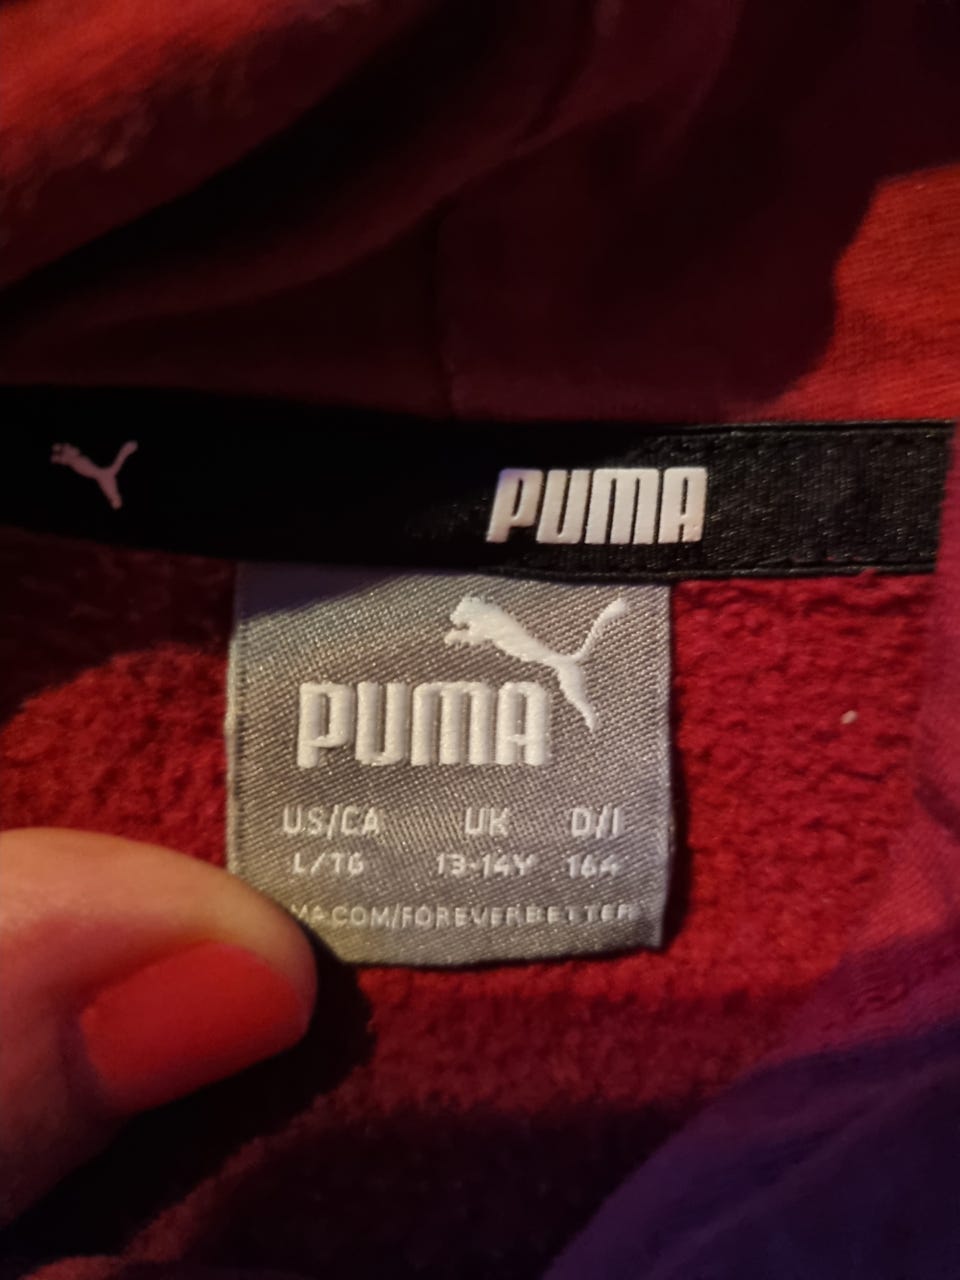 PUMA
PUMA
US/CA UK D/I
L/TG 13-14Y 164
MA.COM/FOREVERBETTER